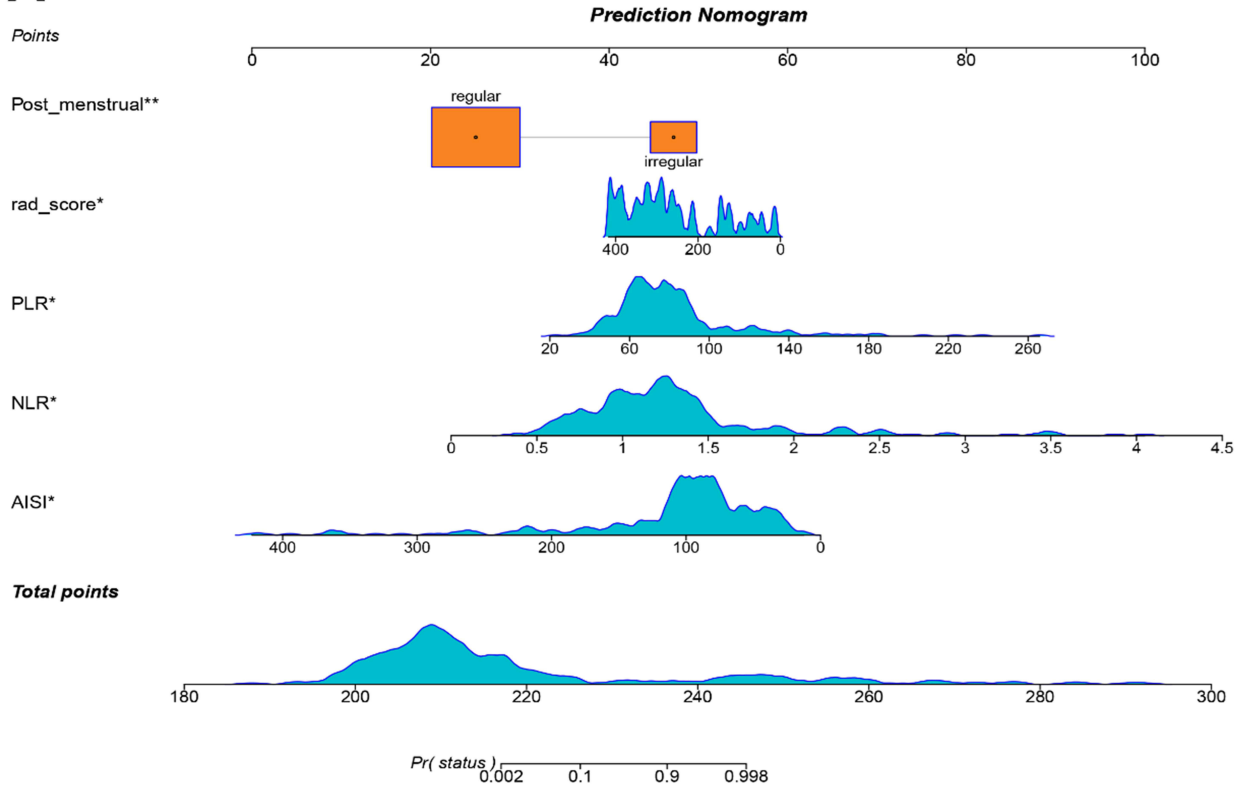 Prediction Nomogram
Points
0 20 40 60 80 100
Post_menstrual**
regular
irregular
rad_score*
400 200 0
PLR*
20 60 100 140 180 220 260
NLR*
0 0.5 1 1.5 2 2.5 3 3.5 4 4.5
AISI*
400 300 200 100 0
Total points
180 200 220 240 260 280 300
Pr( status )
0.002 0.1 0.9 0.998